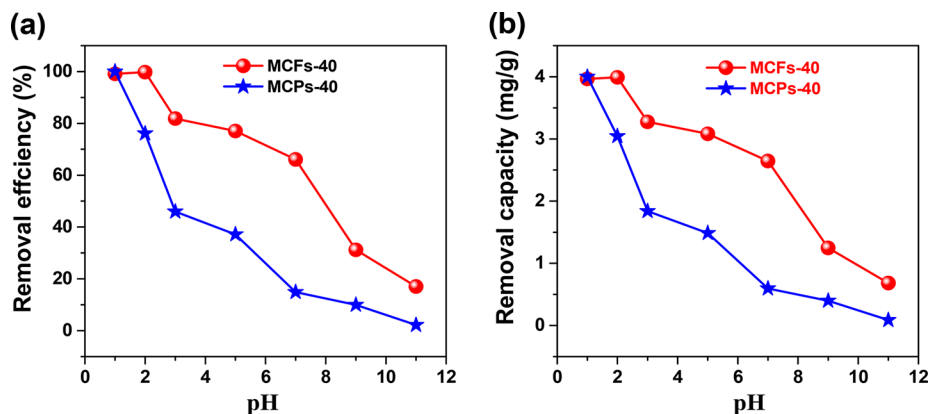 (a)
Removal effciency (%)
100
80
60
40
20
0
MCFs-40
MCPs-40
0 2 4 6 8 10 12
pH
(b)
Removal capacity (mg/g)
4
3
2
1
0
MCFs-40
MCPs-40
0 2 4 6 8 10 12
pH